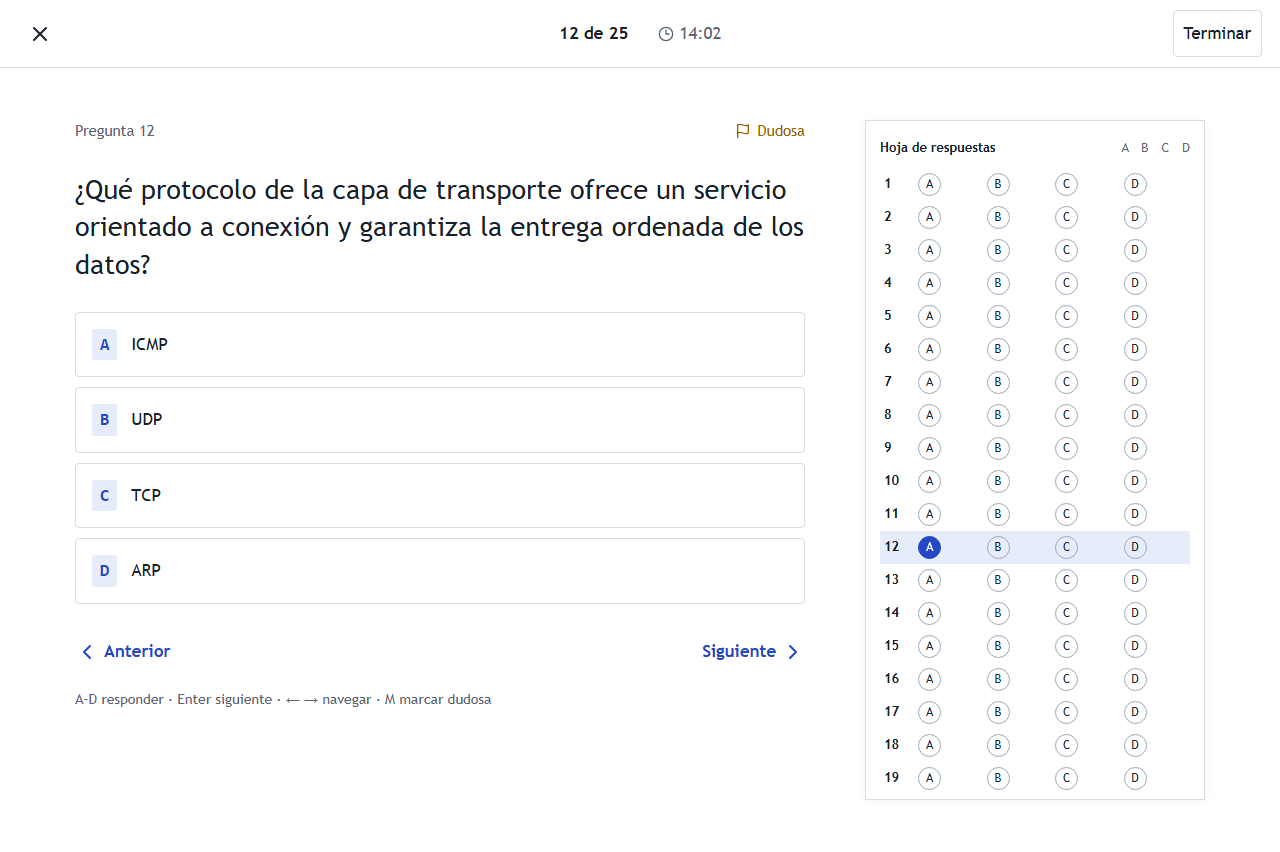 12 de 25
14:02
Terminar
Pregunta 12
Dudosa
¿Qué protocolo de la capa de transporte ofrece un servicio
orientado a conexión y garantiza la entrega ordenada de los
datos?
A ICMP
B UDP
C TCP
D ARP
Anterior
Siguiente
A-D responder · Enter siguiente · ← → navegar · M marcar dudosa
Hoja de respuestas A B C D
1 A B C D
2 A B C D
3 A B C D
4 A B C D
5 A B C D
6 A B C D
7 A B C D
8 A B C D
9 A B C D
10 A B C D
11 A B C D
12 A B C D
13 A B C D
14 A B C D
15 A B C D
16 A B C D
17 A B C D
18 A B C D
19 A B C D